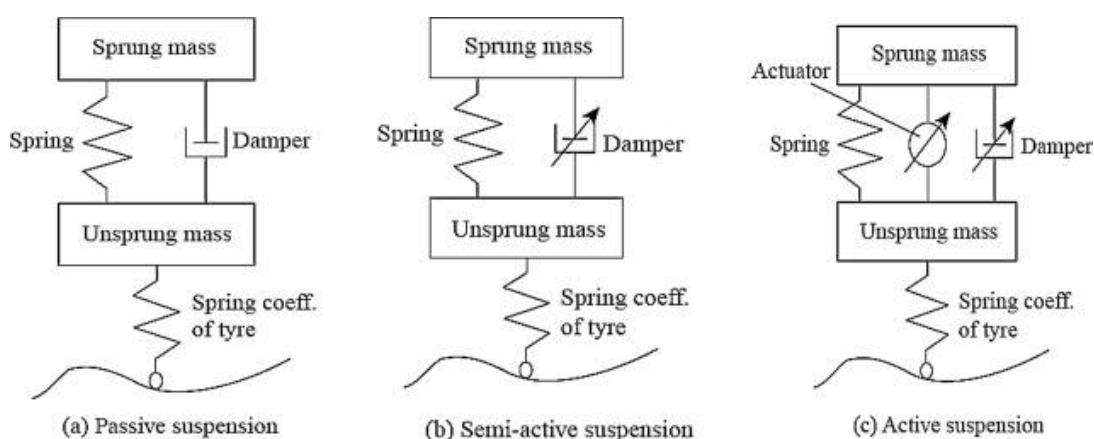 Sprung mass
Spring
Damper
Unsprung mass
Spring coeff.
of tyre
(a) Passive suspension
Sprung mass
Spring
Damper
Unsprung mass
Spring coeff.
of tyre
(b) Semi-active suspension
Actuator
Sprung mass
Spring
Damper
Unsprung mass
Spring coeff.
of tyre
(c) Active suspension